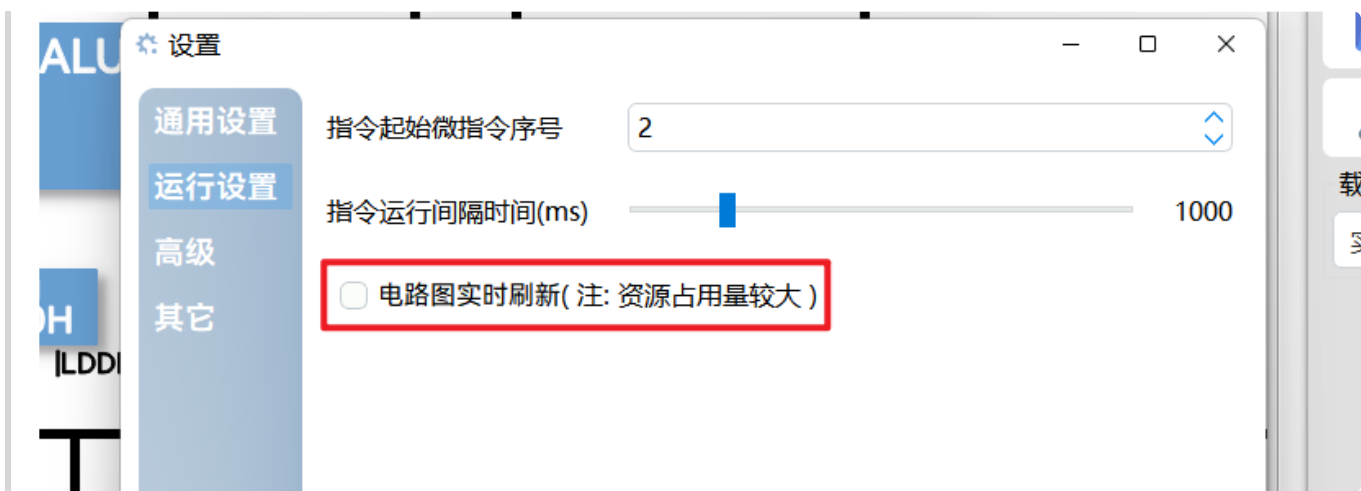 ALU
设置
通用设置
指令起始微指令序号
2
运行设置
指令运行间隔时间(ms)
1000
载
高级
电路图实时刷新( 注: 资源占用量较大 )
其它
LDD